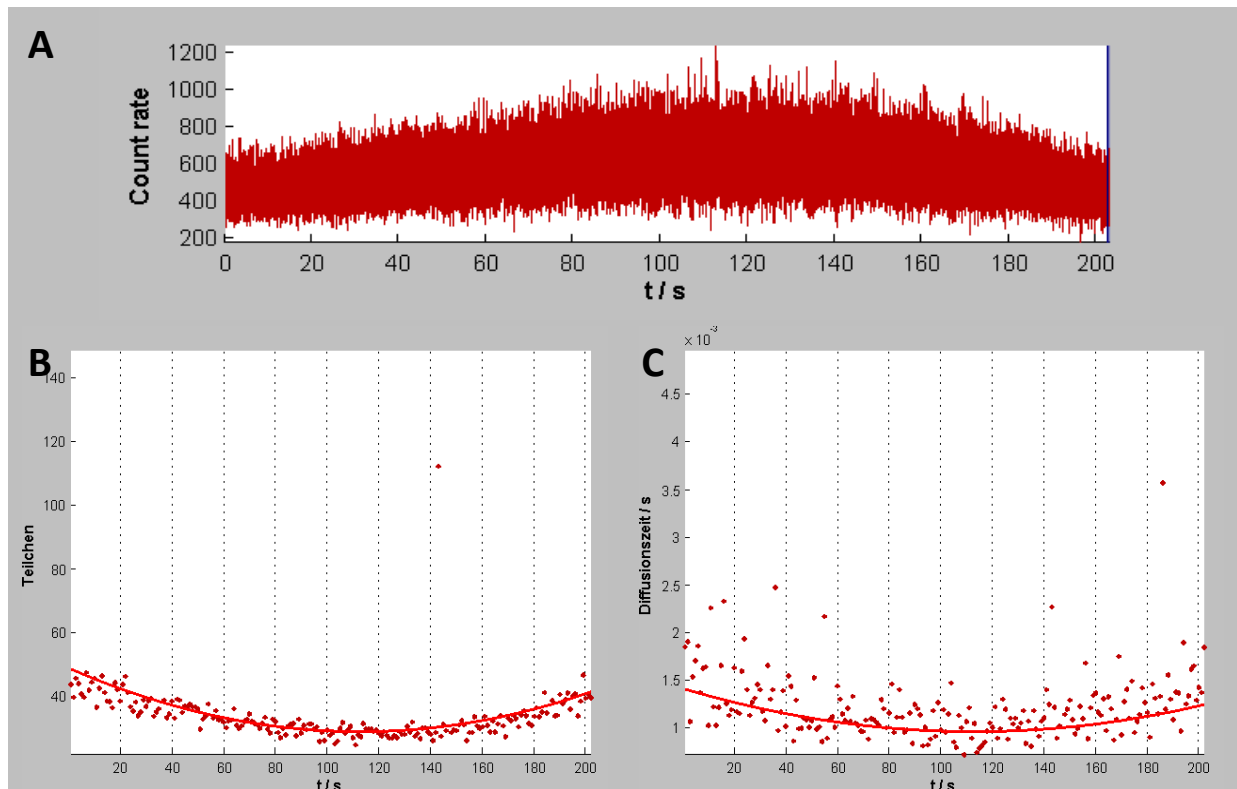 A
1200
1000
800
600
400
200
Count rate
0 20 40 60 80 100 120 140 160 180 200
t / s
B
140
120
100
80
60
40
Teilchen
20 40 60 80 100 120 140 160 180 200
t / s
C
x 10⁻³
4.5
4
3.5
3
2.5
2
1.5
1
Diffusionszeit / s
20 40 60 80 100 120 140 160 180 200
t / s